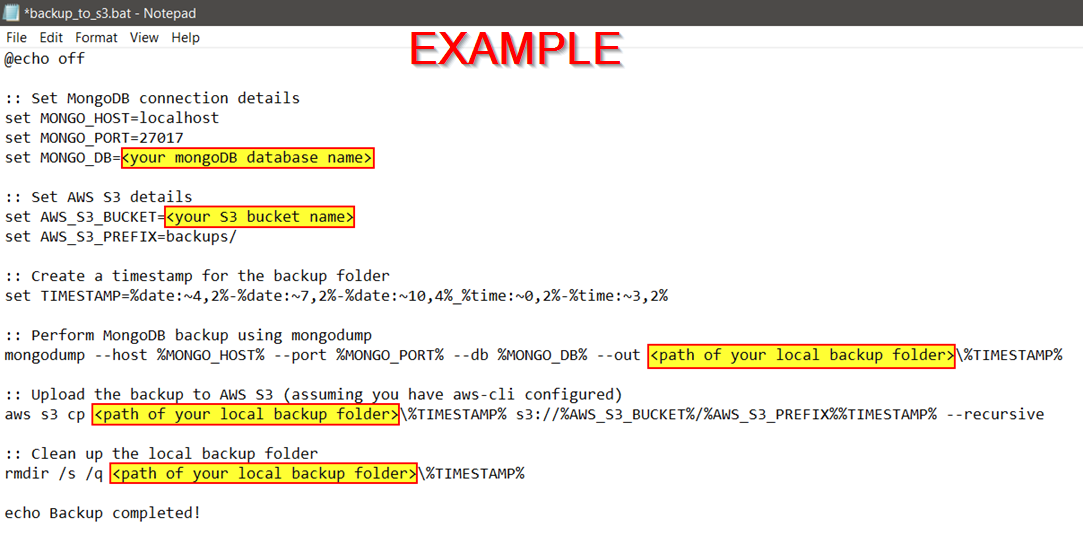 *backup_to_s3.bat - Notepad
File Edit Format View Help
EXAMPLE
@echo off
:: Set MongoDB connection details
set MONGO_HOST=localhost
set MONGO_PORT=27017
set MONGO_DB=<your mongoDB database name>
:: Set AWS S3 details
set AWS_S3_BUCKET=<your S3 bucket name>
set AWS_S3_PREFIX=backups/
:: Create a timestamp for the backup folder
set TIMESTAMP=%date:~4,2%-%date:~7,2%-%date:~10,4%_%time:~0,2%-%time:~3,2%
:: Perform MongoDB backup using mongodump
mongodump --host %MONGO_HOST% --port %MONGO_PORT% --db %MONGO_DB% --out <path of your local backup folder>\%TIMESTAMP%
:: Upload the backup to AWS S3 (assuming you have aws-cli configured)
aws s3 cp <path of your local backup folder>\%TIMESTAMP% s3://%AWS_S3_BUCKET%/%AWS_S3_PREFIX%%TIMESTAMP% --recursive
:: Clean up the local backup folder
rmdir /s /q <path of your local backup folder>\%TIMESTAMP%
echo Backup completed!